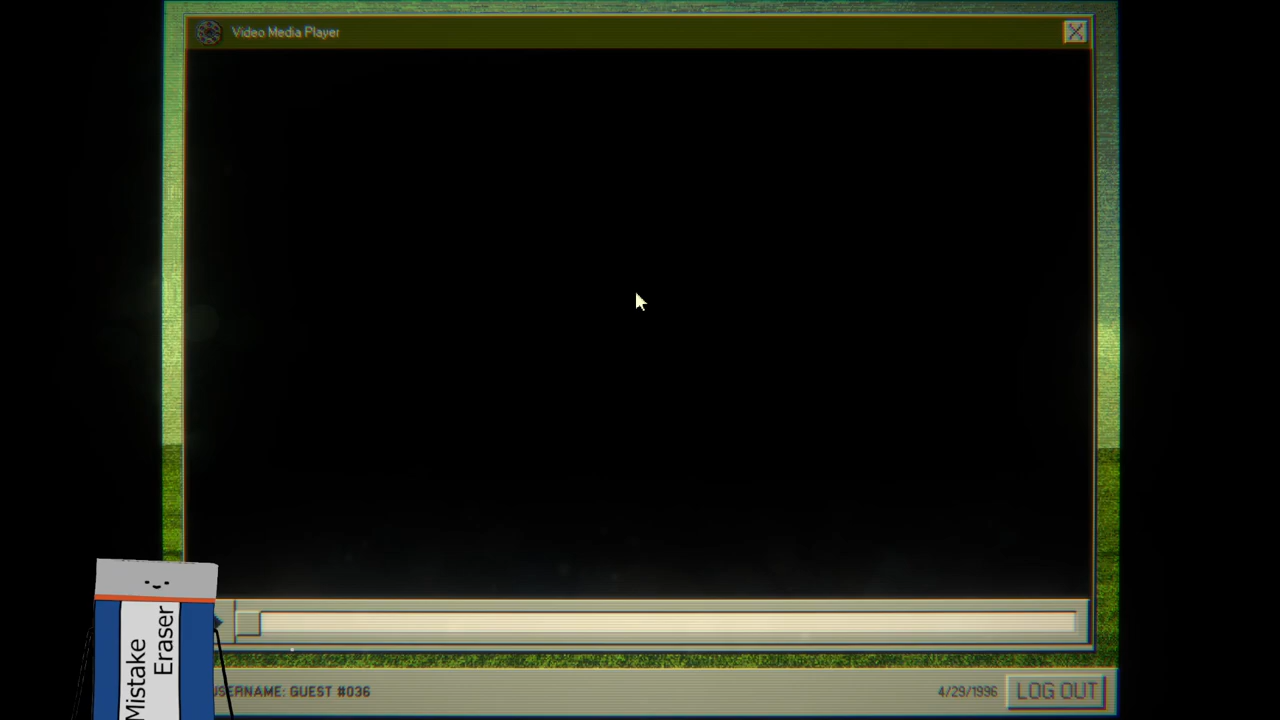 Video Media Player
Mistake
Eraser
USERNAME: GUEST #036
4/29/1996
LOG OUT